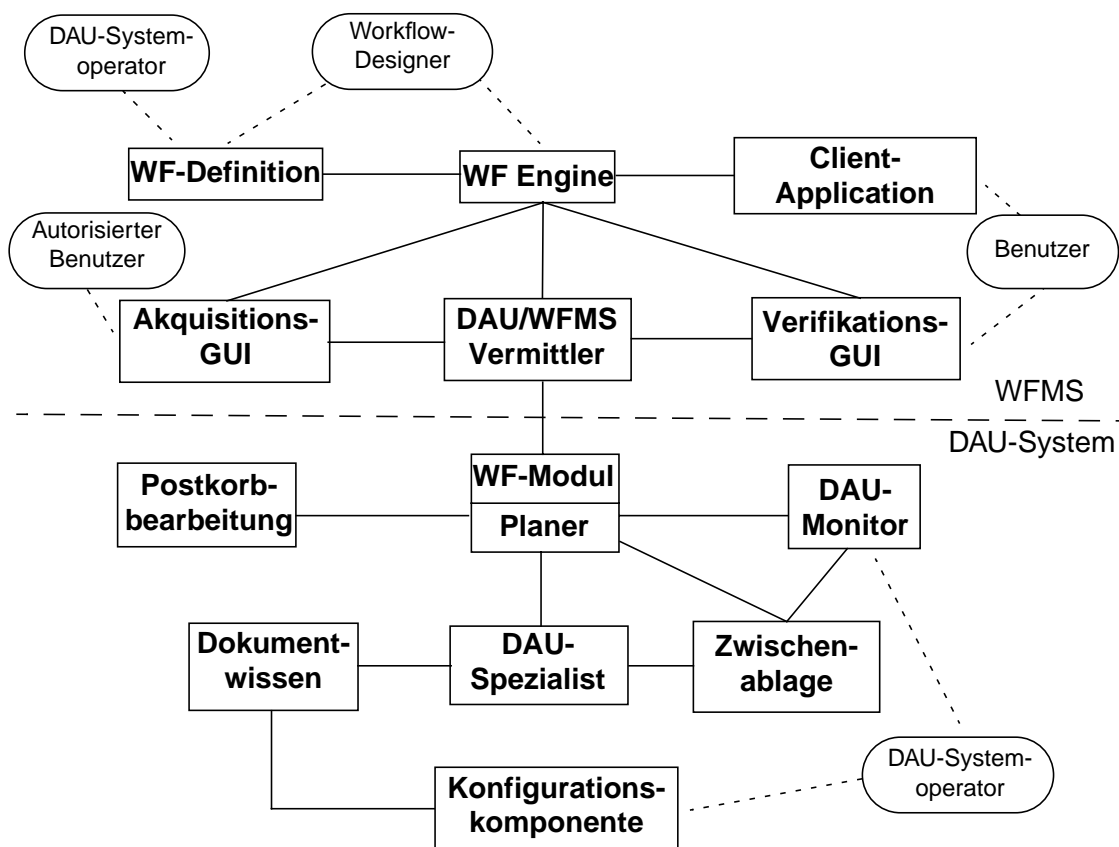 DAU-System-
operator
Workflow-
Designer
WF-Definition
WF Engine
Client-
Application
Autorisierter
Benutzer
Benutzer
Akquisitions-
GUI
DAU/WFMS
Vermittler
Verifikations-
GUI
WFMS
DAU-System
Postkorb-
bearbeitung
WF-Modul
Planer
DAU-
Monitor
Dokument-
wissen
DAU-
Spezialist
Zwischen-
ablage
Konfigurations-
komponente
DAU-System-
operator